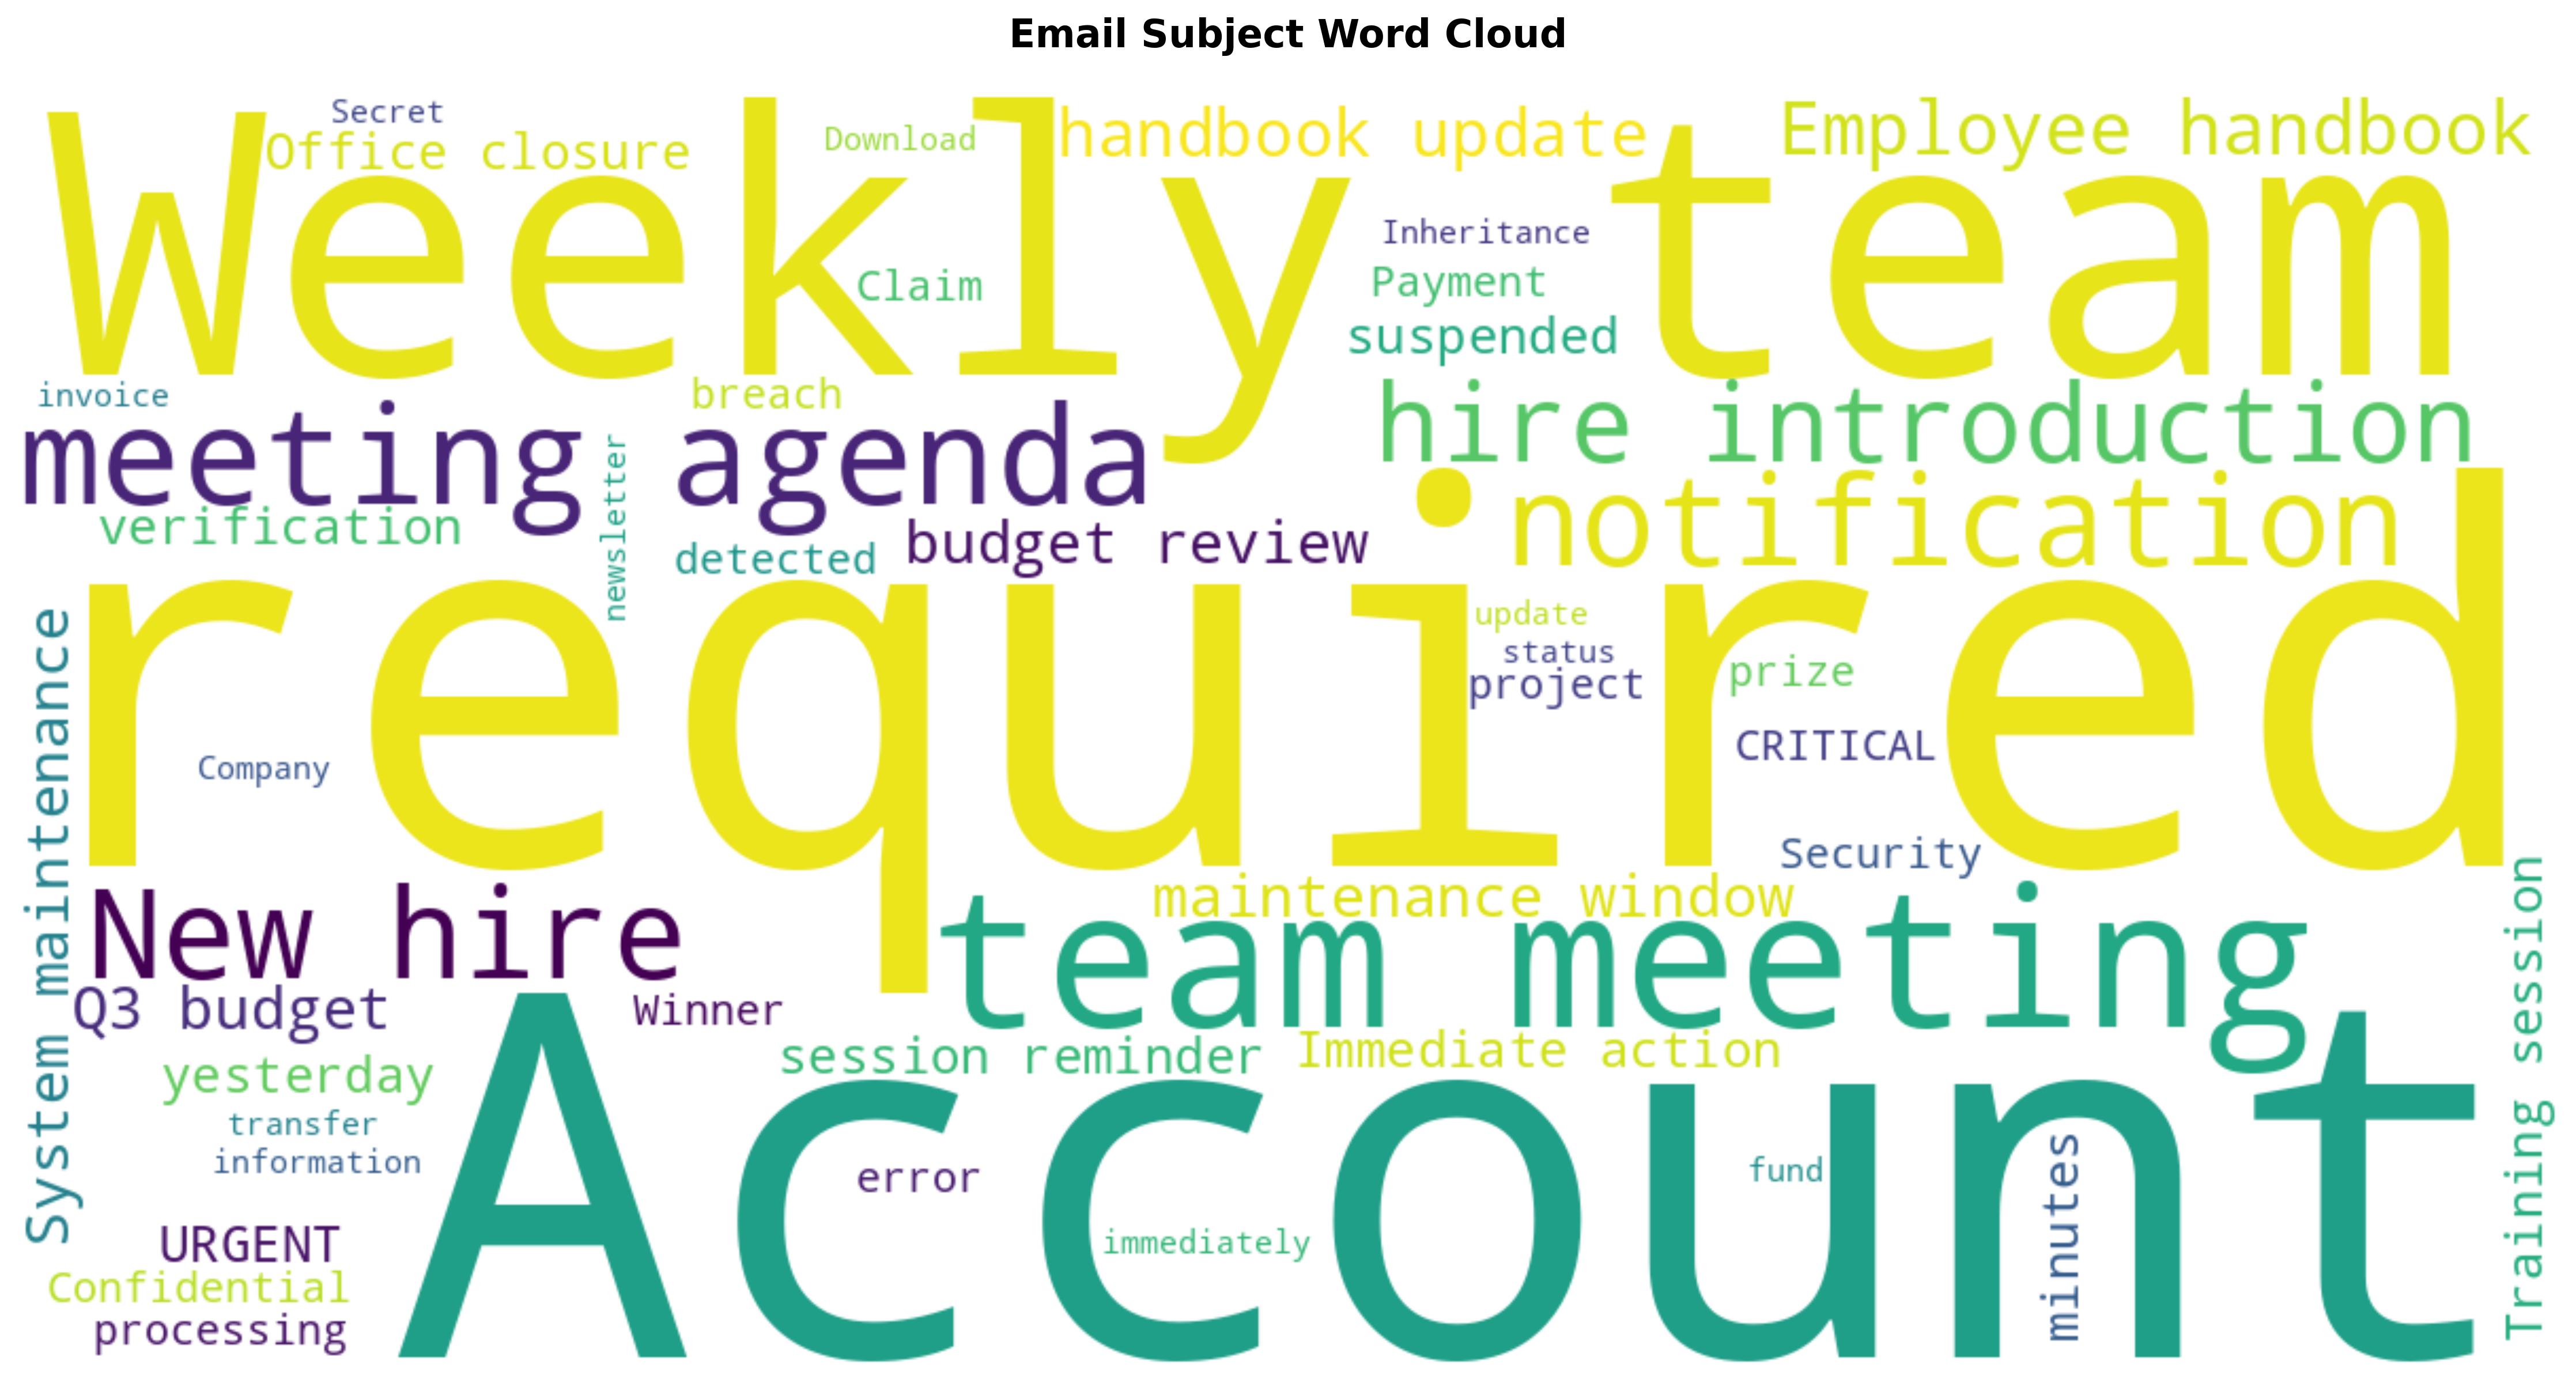 Email Subject Word Cloud
Secret
Office closure
Download
handbook update
Employee handbook
Weekly team
Claim
Inheritance
Payment
suspended
invoice
breach
meeting agenda
hire introduction
newsletter
verification
detected
budget review
notification
required
update
status
project
prize
CRITICAL
Company
Security
System maintenance
maintenance window
New hire
team meeting
Training session
Q3 budget
Winner
session reminder
Immediate action
yesterday
transfer
information
Account
error
fund
minutes
immediately
URGENT
Confidential
processing